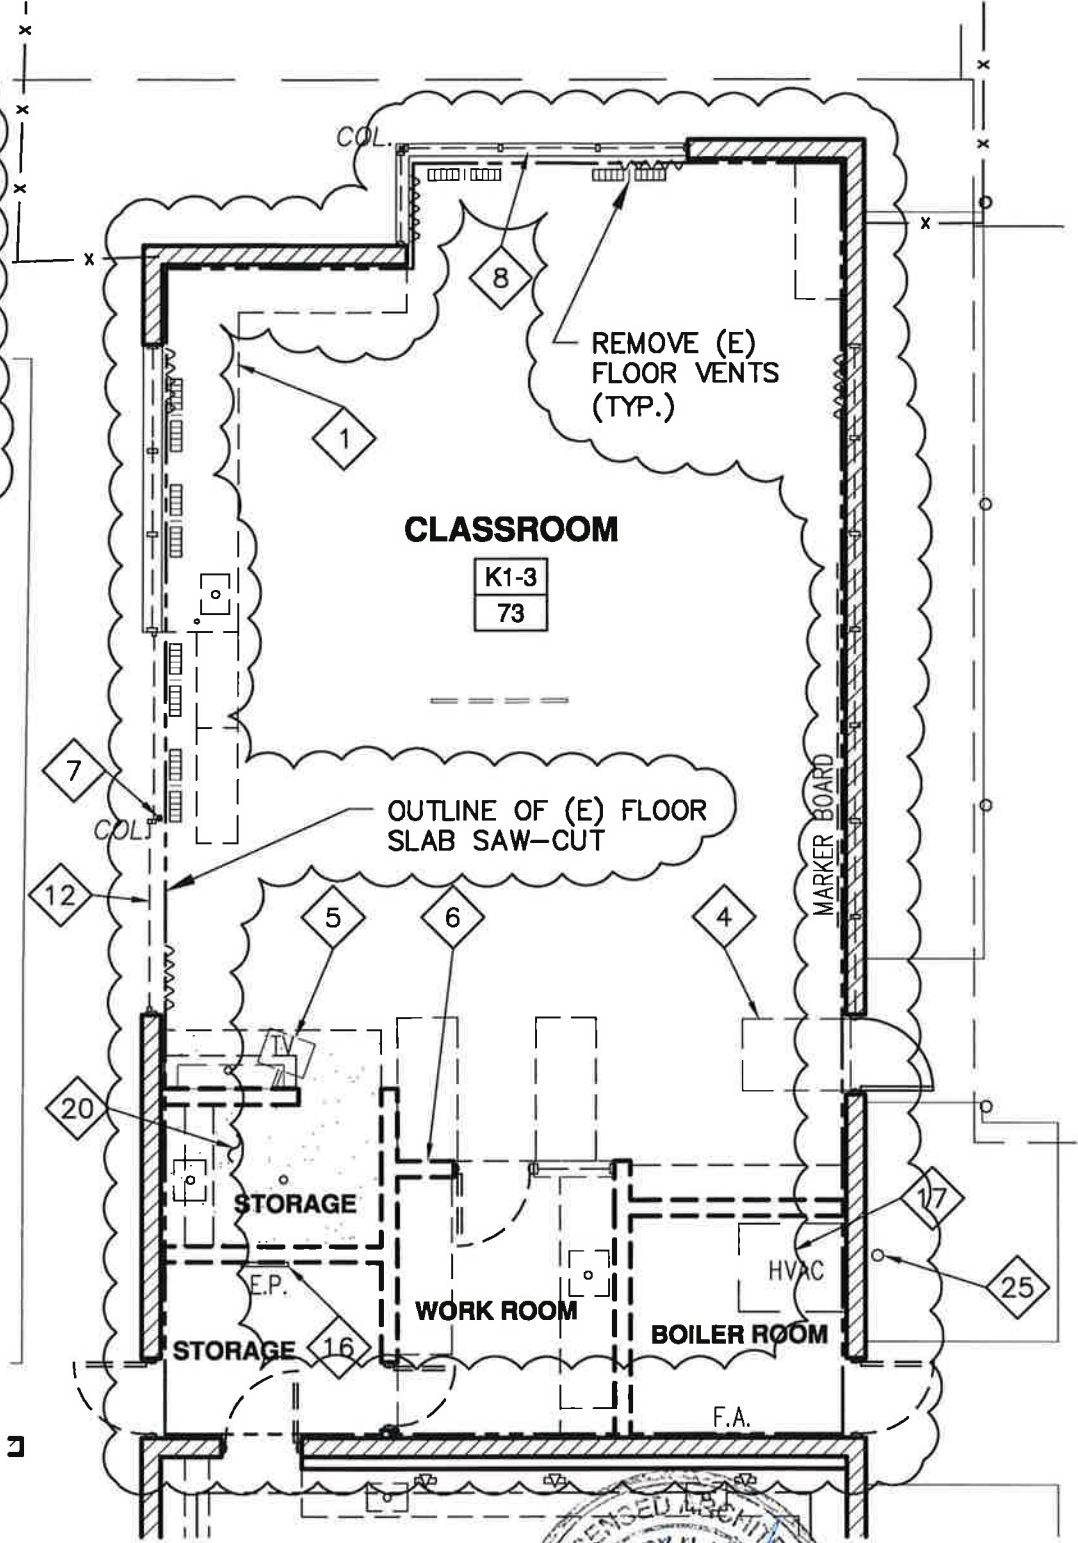 COL.
8
REMOVE (E)
FLOOR VENTS
(TYP.)
1
CLASSROOM
K1-3
73
7
COL.
OUTLINE OF (E) FLOOR
SLAB SAW-CUT
MARKER BOARD
12
5
6
4
TV
20
STORAGE
17
HVAC
E.P.
25
WORK ROOM
BOILER ROOM
STORAGE
16
F.A.